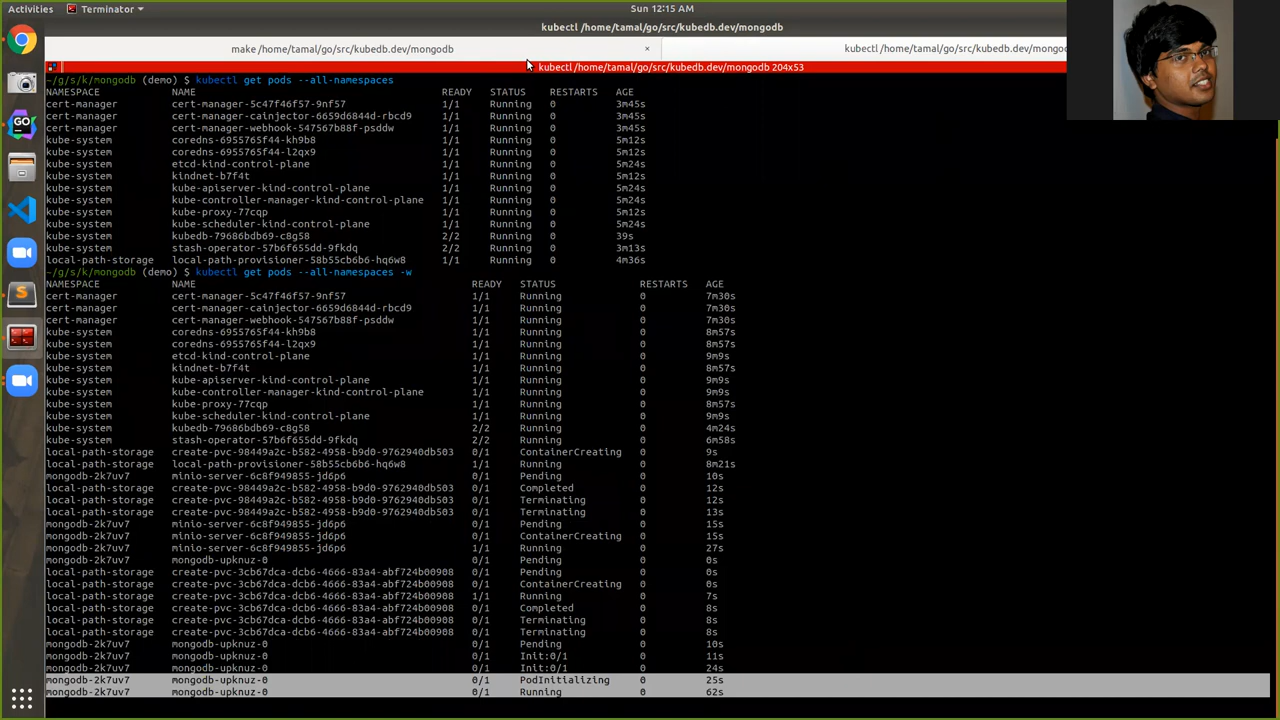 Activities Terminator Sun 12:15 AM
kubectl /home/tamal/go/src/kubedb.dev/mongodb
make /home/tamal/go/src/kubedb.dev/mongodb × kubectl /home/tamal/go/src/kubedb.dev/mongo
kubectl /home/tamal/go/src/kubedb.dev/mongodb 204x53
~/g/s/k/mongodb (demo) $ kubectl get pods --all-namespaces
NAMESPACE NAME READY STATUS RESTARTS AGE
cert-manager cert-manager-5c47f46f57-9nf57 1/1 Running 0 3m45s
cert-manager cert-manager-cainjector-6659d6844d-rbcd9 1/1 Running 0 3m45s
cert-manager cert-manager-webhook-547567b88f-psddw 1/1 Running 0 3m45s
kube-system coredns-6955765f44-kh9b8 1/1 Running 0 5m12s
kube-system coredns-6955765f44-l2qx9 1/1 Running 0 5m12s
kube-system etcd-kind-control-plane 1/1 Running 0 5m24s
kube-system kindnet-b7f4t 1/1 Running 0 5m12s
kube-system kube-apiserver-kind-control-plane 1/1 Running 0 5m24s
kube-system kube-controller-manager-kind-control-plane 1/1 Running 0 5m24s
kube-system kube-proxy-77cqp 1/1 Running 0 5m12s
kube-system kube-scheduler-kind-control-plane 1/1 Running 0 5m24s
kube-system kubedb-79686b85d9-c8g58 2/2 Running 0 39s
kube-system stash-operator-57b6f655dd-9fkdq 2/2 Running 0 3m13s
local-path-storage local-path-provisioner-58b55cb6b6-hq6w8 1/1 Running 0 4m36s
~/g/s/k/mongodb (demo) $ kubectl get pods --all-namespaces -w
NAMESPACE NAME READY STATUS RESTARTS AGE
cert-manager cert-manager-5c47f46f57-9nf57 1/1 Running 0 7m30s
cert-manager cert-manager-cainjector-6659d6844d-rbcd9 1/1 Running 0 7m30s
cert-manager cert-manager-webhook-547567b88f-psddw 1/1 Running 0 7m30s
kube-system coredns-6955765f44-kh9b8 1/1 Running 0 8m57s
kube-system coredns-6955765f44-l2qx9 1/1 Running 0 8m57s
kube-system etcd-kind-control-plane 1/1 Running 0 9m9s
kube-system kindnet-b7f4t 1/1 Running 0 8m57s
kube-system kube-apiserver-kind-control-plane 1/1 Running 0 9m9s
kube-system kube-controller-manager-kind-control-plane 1/1 Running 0 9m9s
kube-system kube-proxy-77cqp 1/1 Running 0 8m57s
kube-system kube-scheduler-kind-control-plane 1/1 Running 0 9m9s
kube-system kubedb-79686b85d9-c8g58 2/2 Running 0 4m24s
kube-system stash-operator-57b6f655dd-9fkdq 2/2 Running 0 6m58s
local-path-storage create-pvc-98449a2c-b582-4958-b9d0-9762940db503 0/1 ContainerCreating 0 9s
local-path-storage local-path-provisioner-58b55cb6b6-hq6w8 1/1 Running 0 8m21s
mongodb-2k7uv7 minio-server-6c8f949855-jd6p6 0/1 Pending 0 10s
local-path-storage create-pvc-98449a2c-b582-4958-b9d0-9762940db503 0/1 Completed 0 12s
local-path-storage create-pvc-98449a2c-b582-4958-b9d0-9762940db503 0/1 Terminating 0 12s
local-path-storage create-pvc-98449a2c-b582-4958-b9d0-9762940db503 0/1 Terminating 0 13s
mongodb-2k7uv7 minio-server-6c8f949855-jd6p6 0/1 Pending 0 15s
mongodb-2k7uv7 minio-server-6c8f949855-jd6p6 0/1 ContainerCreating 0 15s
mongodb-2k7uv7 minio-server-6c8f949855-jd6p6 1/1 Running 0 27s
mongodb-2k7uv7 mongodb-upknuz-0 0/1 Pending 0 0s
local-path-storage create-pvc-3cb67dca-dcb6-4666-83a4-abf724b00908 0/1 Pending 0 0s
local-path-storage create-pvc-3cb67dca-dcb6-4666-83a4-abf724b00908 0/1 ContainerCreating 0 0s
local-path-storage create-pvc-3cb67dca-dcb6-4666-83a4-abf724b00908 1/1 Running 0 7s
local-path-storage create-pvc-3cb67dca-dcb6-4666-83a4-abf724b00908 0/1 Completed 0 8s
local-path-storage create-pvc-3cb67dca-dcb6-4666-83a4-abf724b00908 0/1 Terminating 0 8s
local-path-storage create-pvc-3cb67dca-dcb6-4666-83a4-abf724b00908 0/1 Terminating 0 8s
mongodb-2k7uv7 mongodb-upknuz-0 0/1 Pending 0 10s
mongodb-2k7uv7 mongodb-upknuz-0 0/1 Init:0/1 0 11s
mongodb-2k7uv7 mongodb-upknuz-0 0/1 Init:0/1 0 24s
mongodb-2k7uv7 mongodb-upknuz-0 0/1 PodInitializing 0 25s
mongodb-2k7uv7 mongodb-upknuz-0 0/1 Running 0 62s